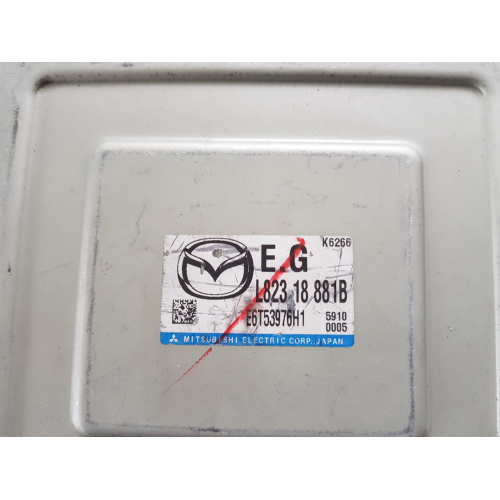 K6266
E.G
L823 18 881B
E6T53976H1
5910
0005
MITSUBISHI ELECTRIC CORP., JAPAN